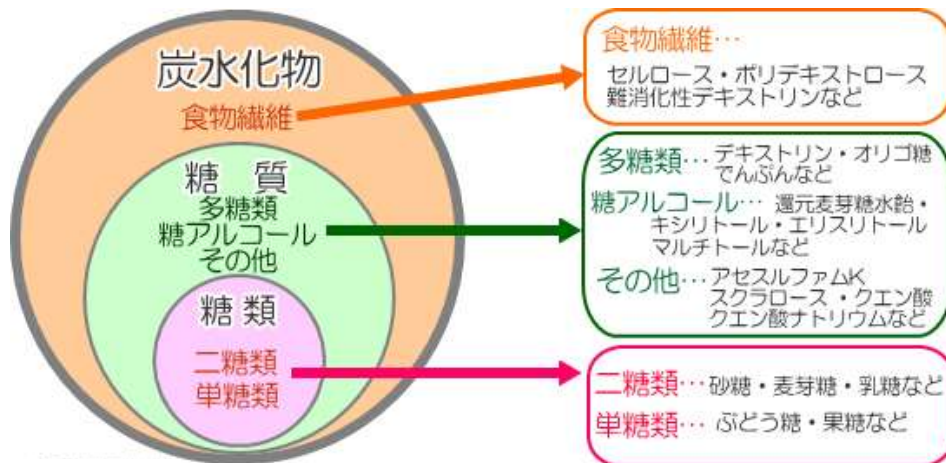 炭水化物
食物繊維
糖 質
多糖類
糖アルコール
その他
糖 類
二糖類
単糖類
食物繊維…
セルロース・ポリデキストロース
難消化性デキストリンなど
多糖類… デキストリン・オリゴ糖
でんぷんなど
糖アルコール… 還元麦芽糖水飴・
キシリトール・エリスリトール
マルチトールなど
その他… アセスルファムK
スクラロース ・クエン酸
クエン酸ナトリウムなど
二糖類… 砂糖・麦芽糖・乳糖など
単糖類… ぶどう糖・果糖など